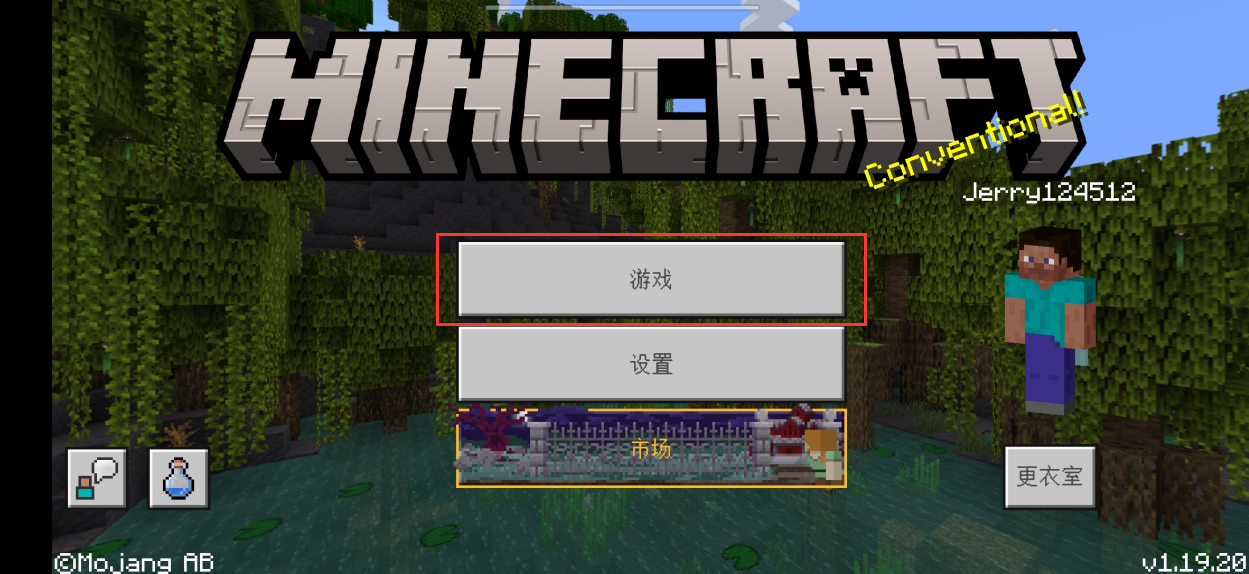 MINECRAFT
Conventional!
Jerry124512
游戏
设置
市场
更衣室
©Mojang AB
v1.19.20